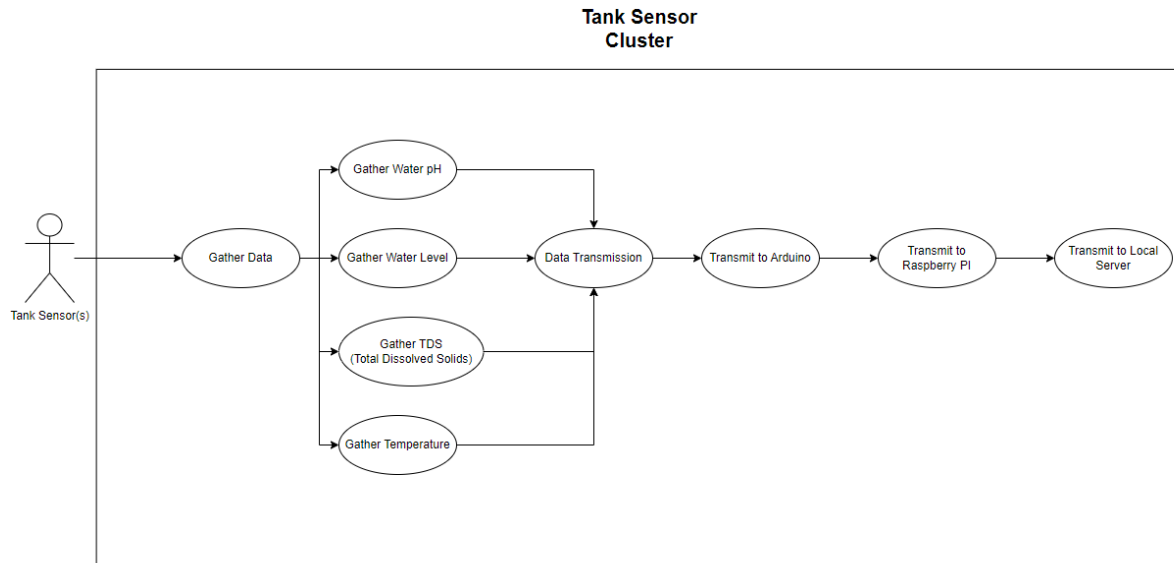 Tank Sensor
Cluster
Gather Water pH
Tank Sensor(s)
Gather Data
Gather Water Level
Data Transmission
Transmit to Arduino
Transmit to
Raspberry PI
Transmit to Local
Server
Gather TDS
(Total Dissolved Solids)
Gather Temperature